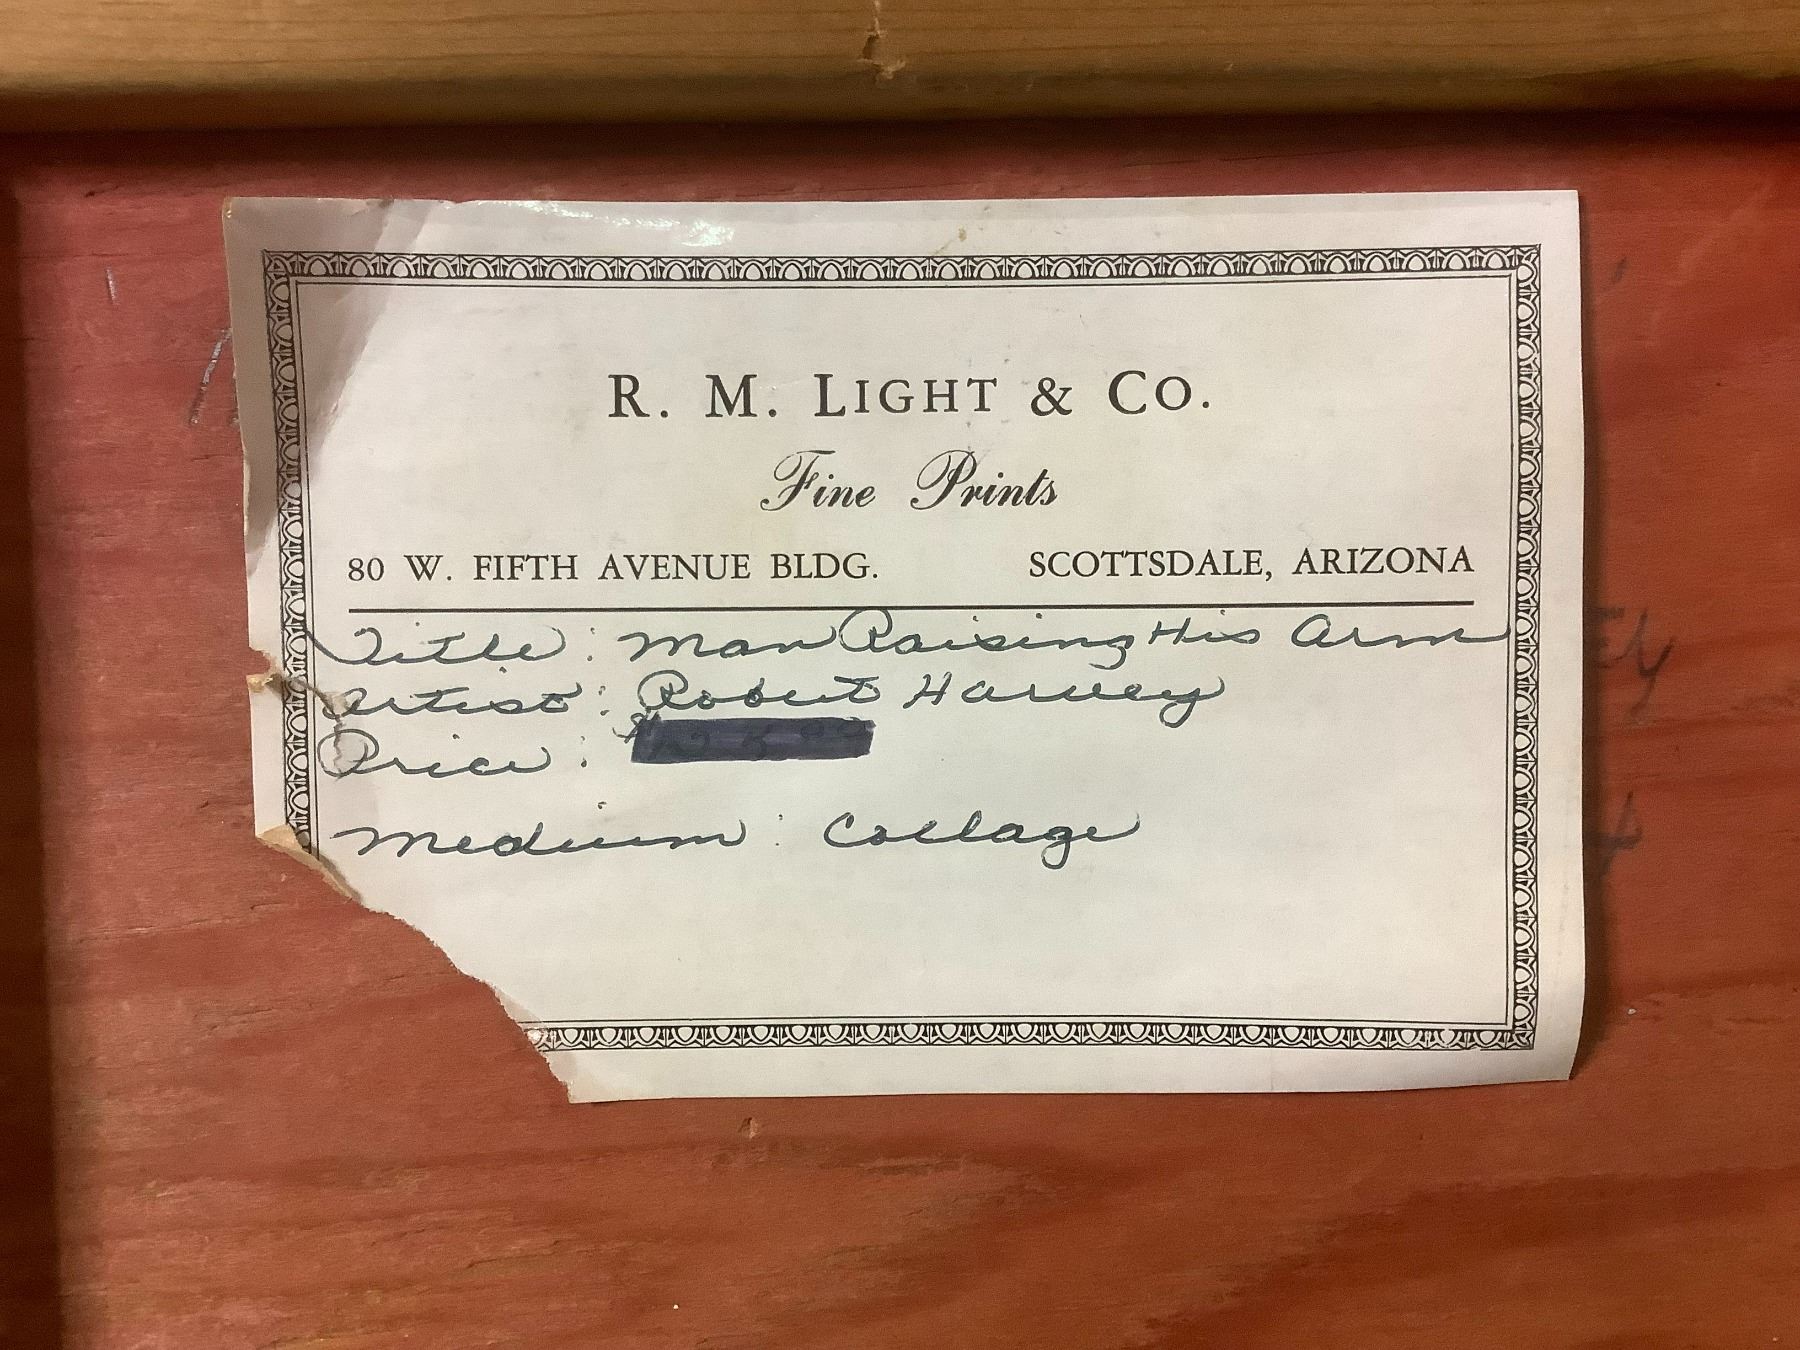 R. M. LIGHT & CO.
Fine Prints
80 W. FIFTH AVENUE BLDG. SCOTTSDALE, ARIZONA
Title: Man Raising His Arm
Artist: Robert Harvey
Price: $
Medium: Collage